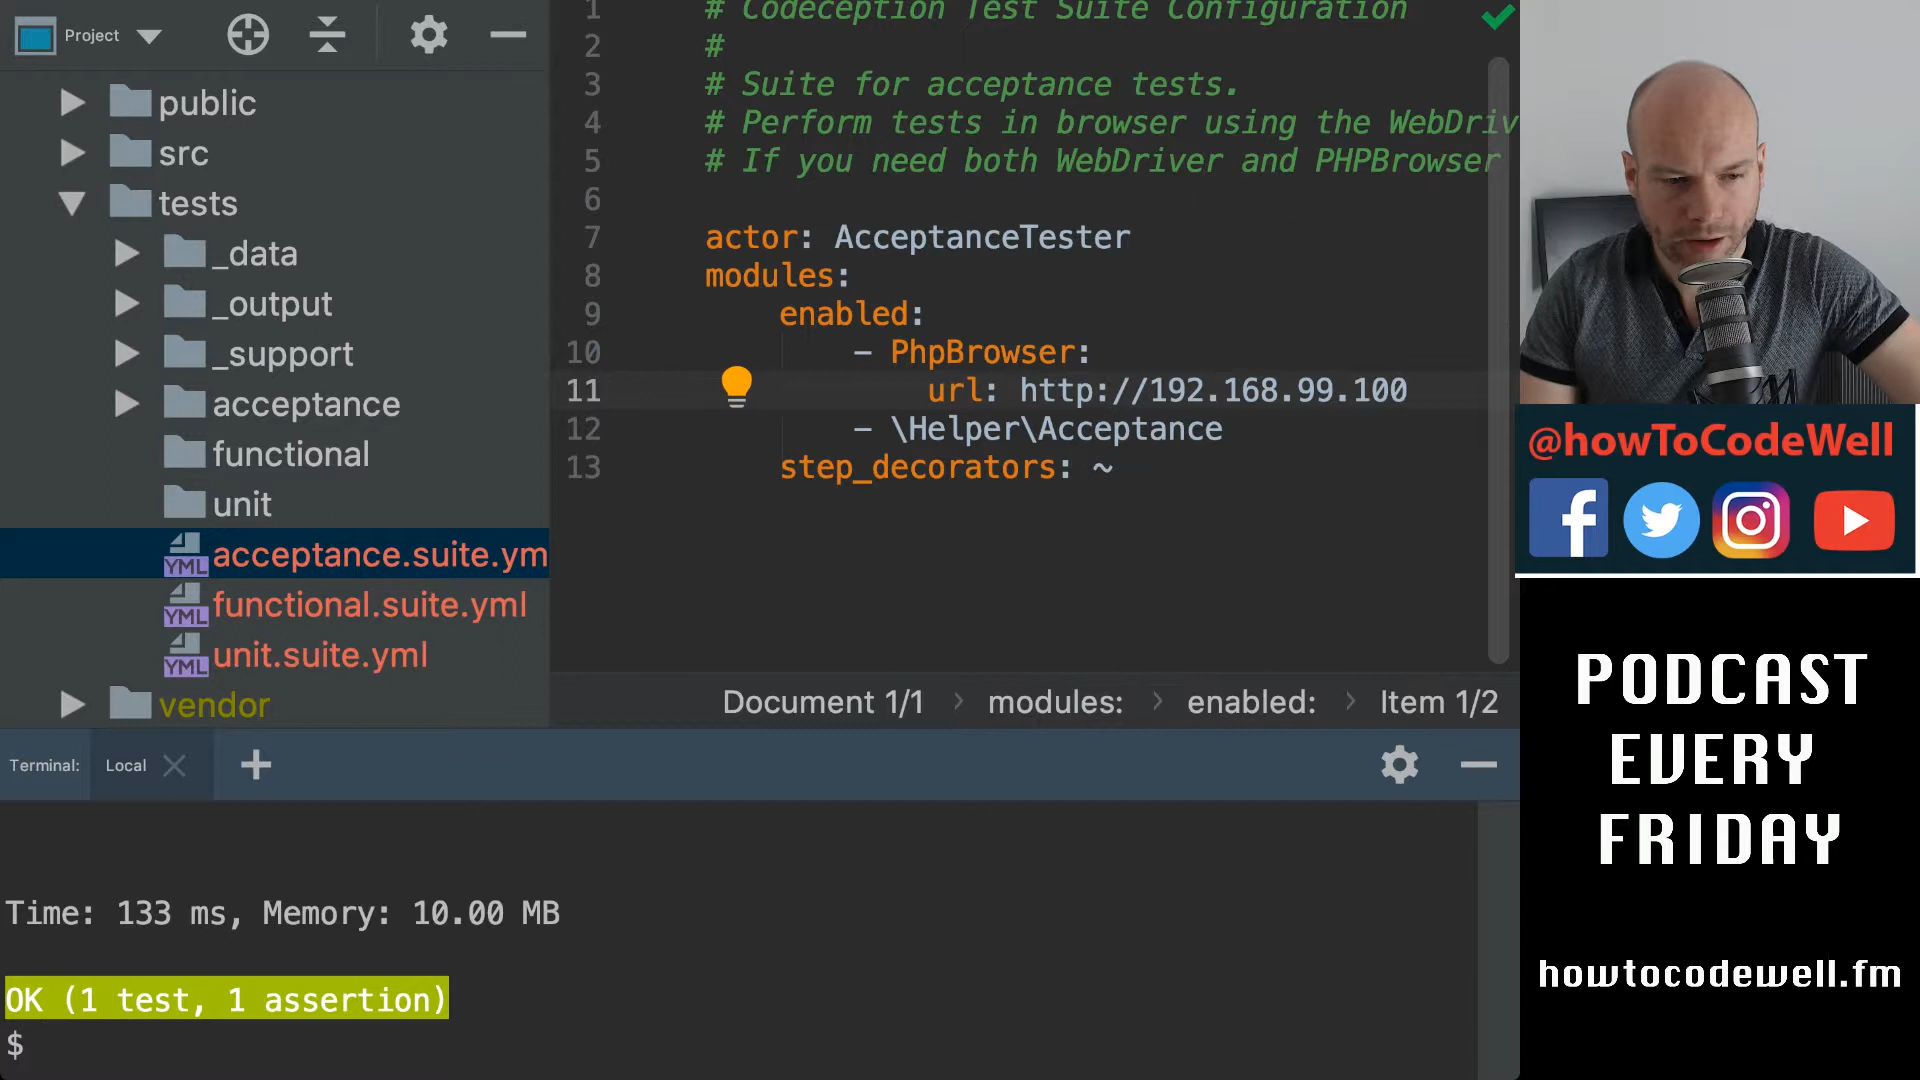 Project
public
src
tests
_data
_output
_support
acceptance
functional
unit
YML acceptance.suite.ym
YML functional.suite.yml
YML unit.suite.yml
vendor
1 # Codeception Test Suite Configuration
2 #
3 # Suite for acceptance tests.
4 # Perform tests in browser using the WebDriv
5 # If you need both WebDriver and PHPBrowser
6
7 actor: AcceptanceTester
8 modules:
9 enabled:
10 - PhpBrowser:
11 url: http://192.168.99.100
12 - \Helper\Acceptance
13 step_decorators: ~
Document 1/1 › modules: › enabled: › Item 1/2
Terminal: Local
Time: 133 ms, Memory: 10.00 MB
OK (1 test, 1 assertion)
$
@howToCodeWell
PODCAST
EVERY
FRIDAY
howtocodewell.fm